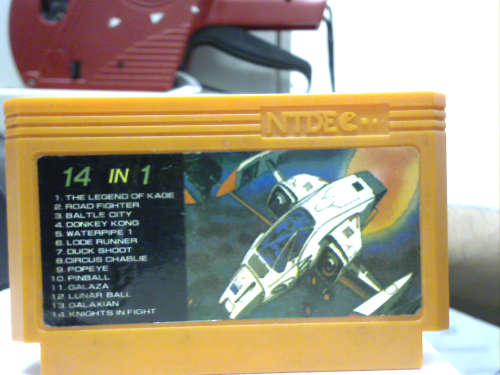 NTDEC
14 IN 1
1. THE LEGEND OF KAGE
2. ROAD FIGHTER
3. BALTLE CITY
4. DONKEY KONG
5. WATERPIPE 1
6. LODE RUNNER
7. DUCK SHOOT
8. CIRCUS CHABLIE
9. POPEYE
10. PINBALL
11. GALAZA
12. LUNAR BALL
13. GALAXIAN
14. KNIGHTS IN FIGHT